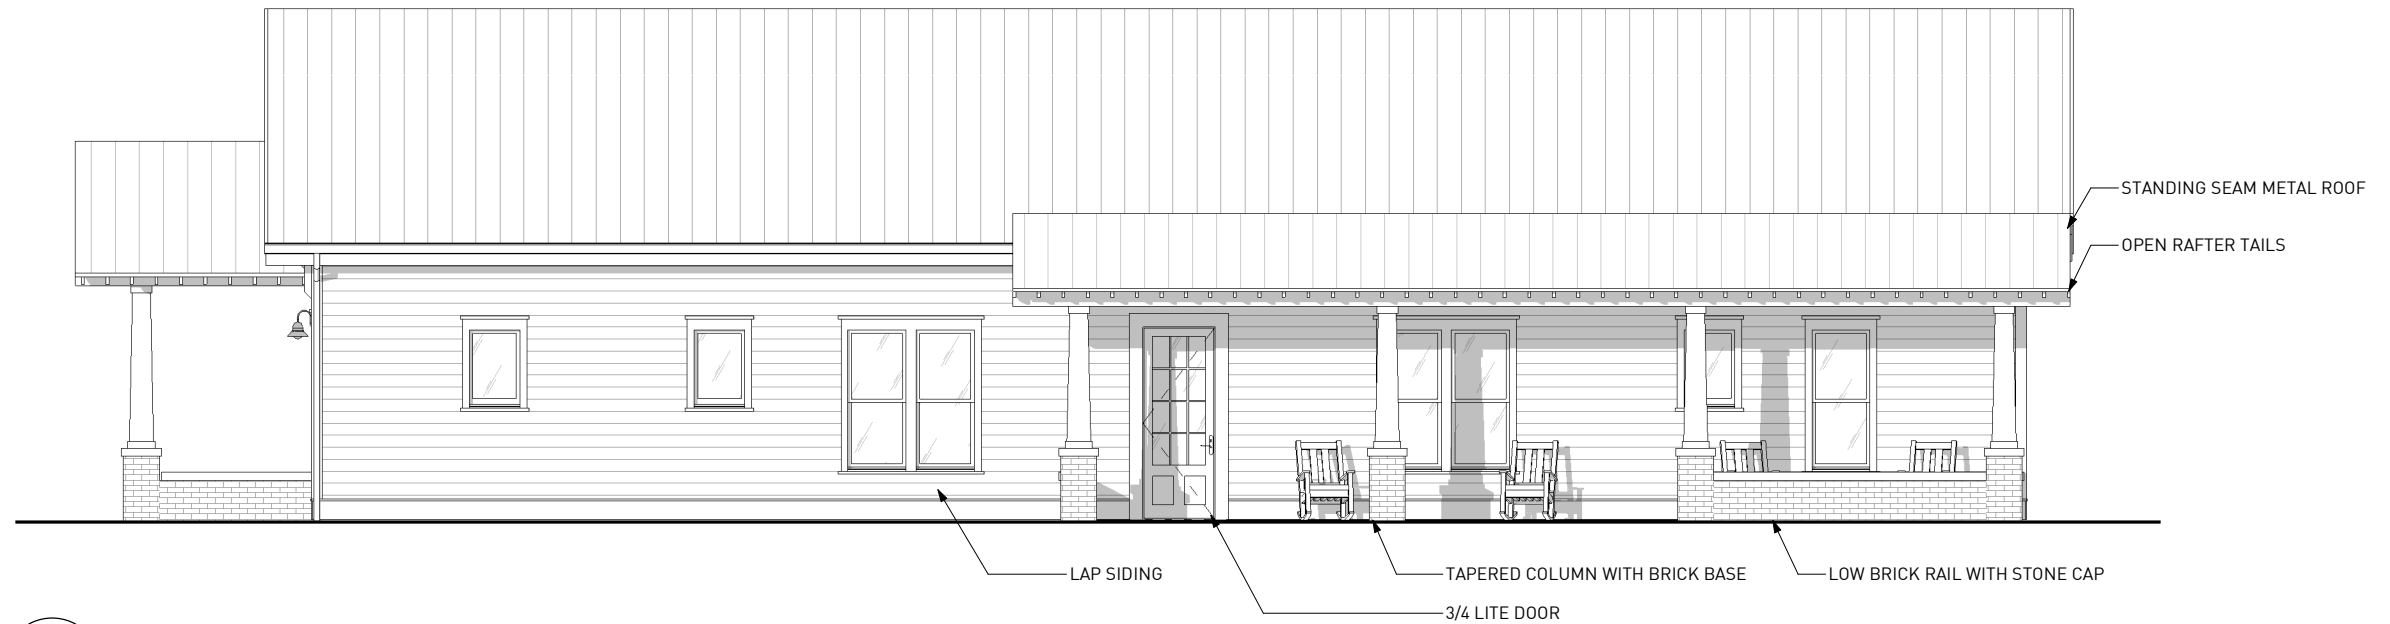 STANDING SEAM METAL ROOF
OPEN RAFTER TAILS
LAP SIDING
TAPERED COLUMN WITH BRICK BASE
LOW BRICK RAIL WITH STONE CAP
3/4 LITE DOOR